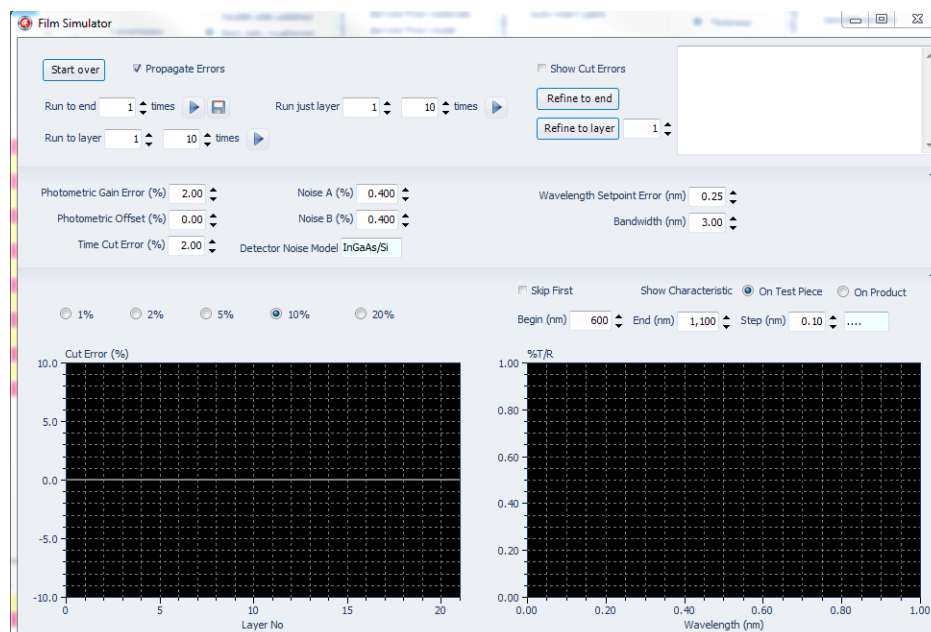 Film Simulator
Start over
Propagate Errors
Show Cut Errors
Run to end 1 times
Run just layer 1 10 times
Refine to end
Run to layer 1 10 times
Refine to layer 1
Photometric Gain Error (%) 2.00
Noise A (%) 0.400
Wavelength Setpoint Error (nm) 0.25
Photometric Offset (%) 0.00
Noise B (%) 0.400
Bandwidth (nm) 3.00
Time Cut Error (%) 2.00
Detector Noise Model InGaAs/Si
Skip First
Show Characteristic On Test Piece On Product
1% 2% 5% 10% 20%
Begin (nm) 600 End (nm) 1,100 Step (nm) 0.10 ....
Cut Error (%)
10.0
5.0
0.0
-5.0
-10.0
0 5 10 15 20
Layer No
%T/R
1.00
0.80
0.60
0.40
0.20
0.00
0.00 0.20 0.40 0.60 0.80 1.00
Wavelength (nm)